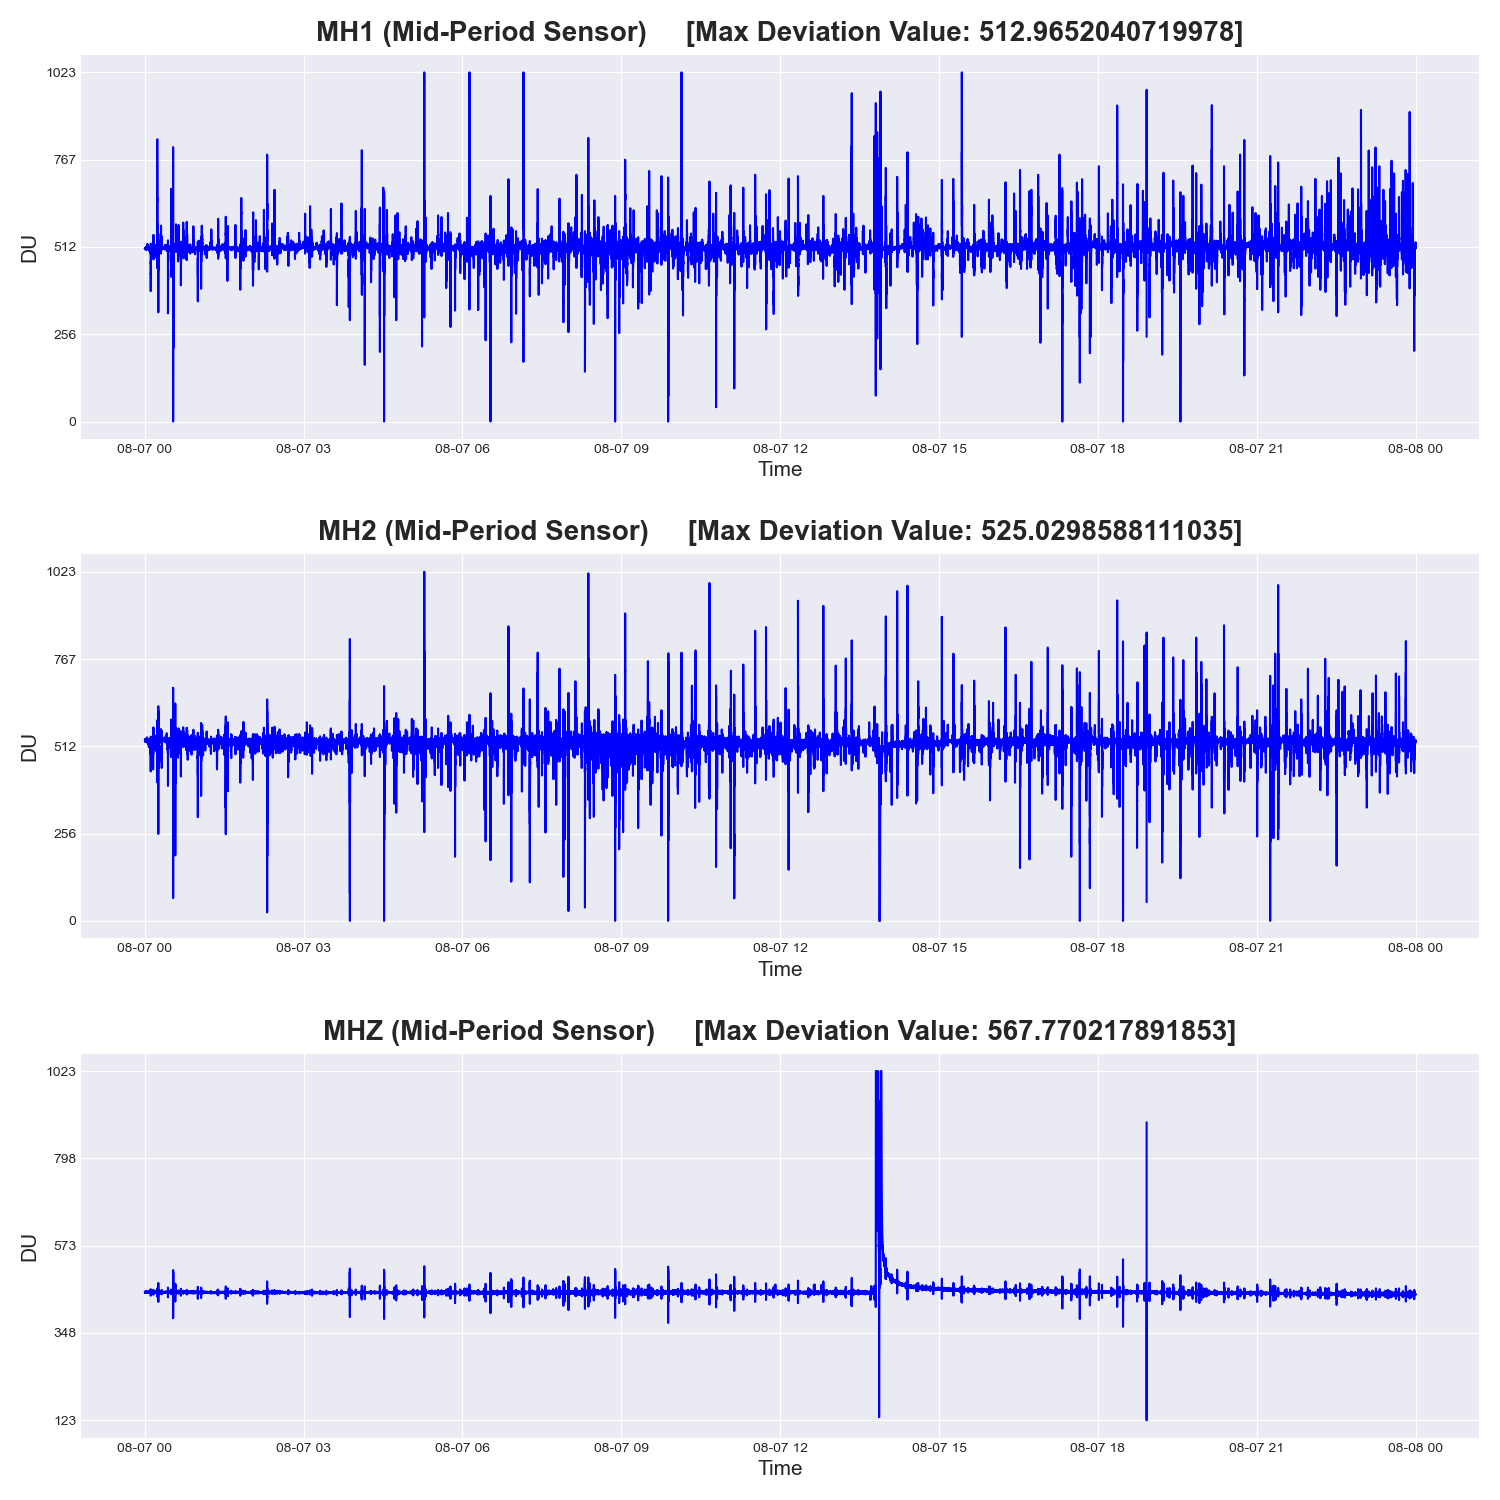 MH1 (Mid-Period Sensor) [Max Deviation Value: 512.9652040719978]
1023
767
512
256
0
DU
08-07 00 08-07 03 08-07 06 08-07 09 08-07 12 08-07 15 08-07 18 08-07 21 08-08 00
Time
MH2 (Mid-Period Sensor) [Max Deviation Value: 525.0298588111035]
1023
767
512
256
0
DU
08-07 00 08-07 03 08-07 06 08-07 09 08-07 12 08-07 15 08-07 18 08-07 21 08-08 00
Time
MHZ (Mid-Period Sensor) [Max Deviation Value: 567.770217891853]
1023
798
573
348
123
DU
08-07 00 08-07 03 08-07 06 08-07 09 08-07 12 08-07 15 08-07 18 08-07 21 08-08 00
Time